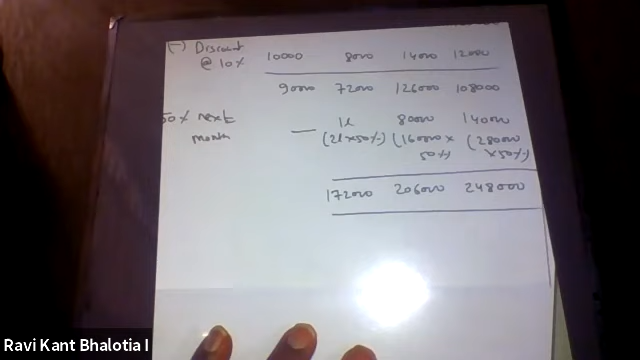 (-) Discount 10000 8000 14000 12000
@ 10%
90000 72000 126000 108000
50% next — 1L 80000 140000
month (2L x 50%) (160000 x (280000
50%) x 50%)
172000 206000 248000
Ravi Kant Bhalotia I